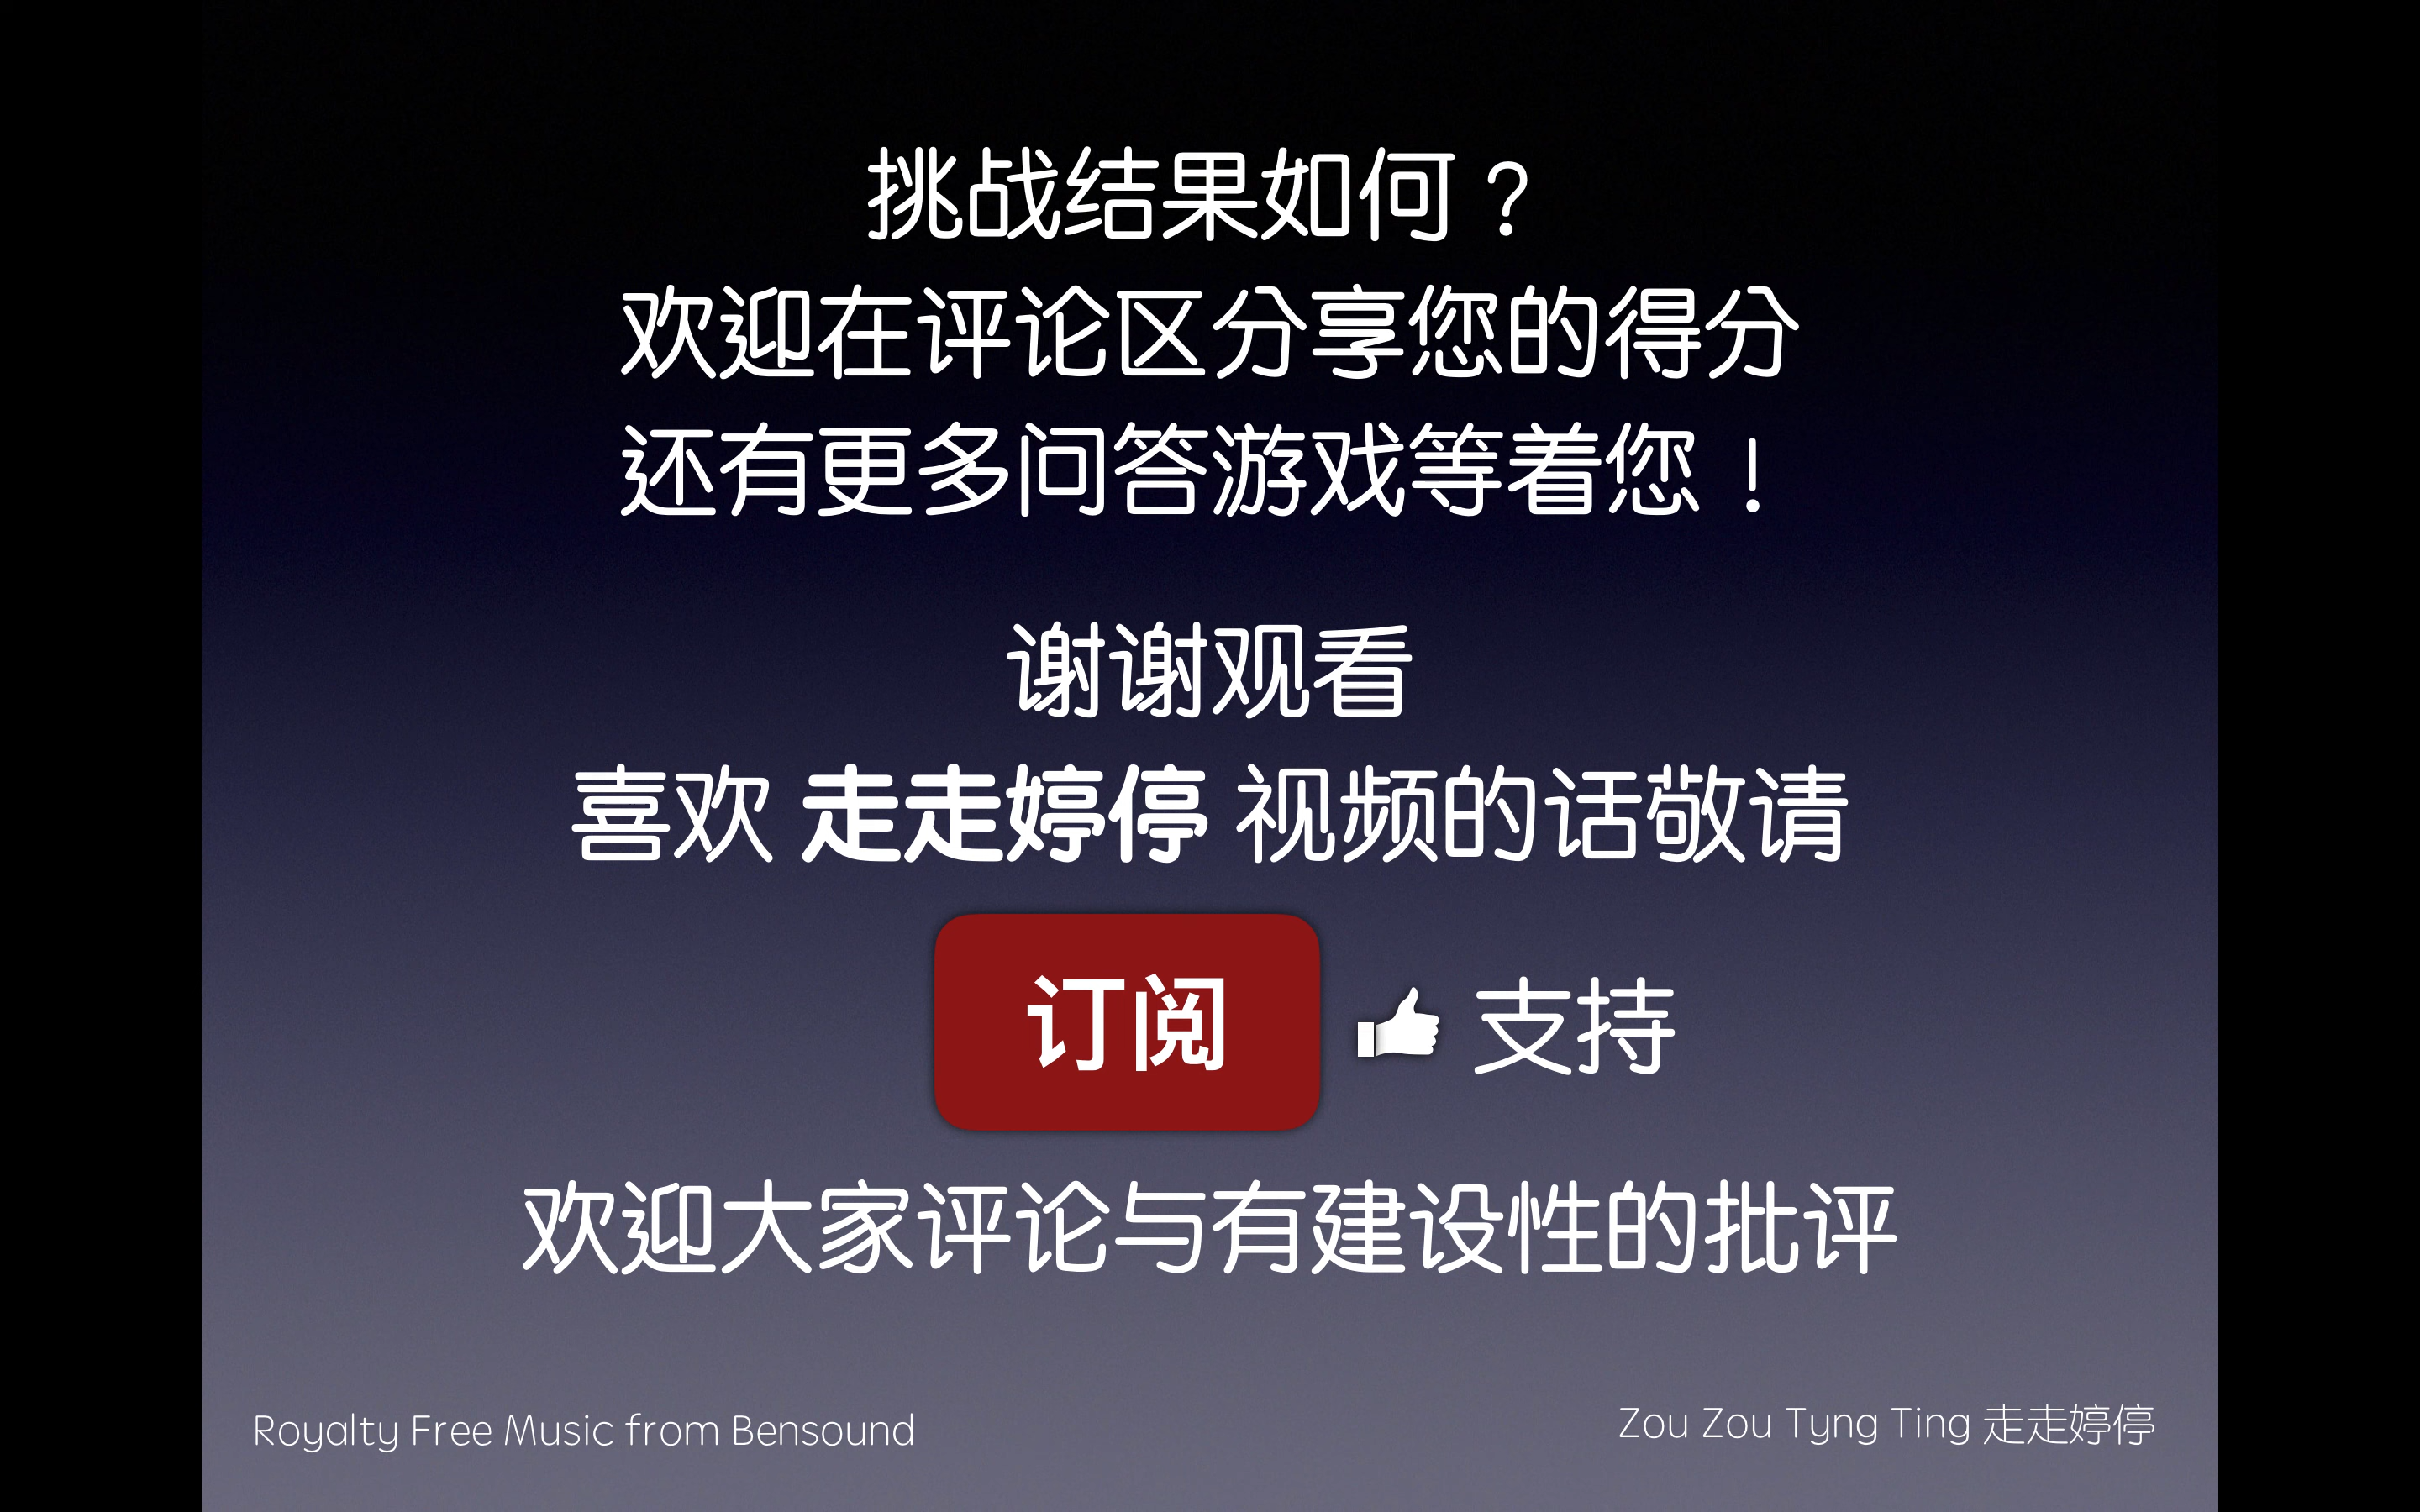 挑战结果如何？
欢迎在评论区分享您的得分
还有更多问答游戏等着您！
谢谢观看
喜欢 走走婷停 视频的话敬请
订阅 支持
欢迎大家评论与有建设性的批评
Royalty Free Music from Bensound
Zou Zou Tyng Ting 走走婷停